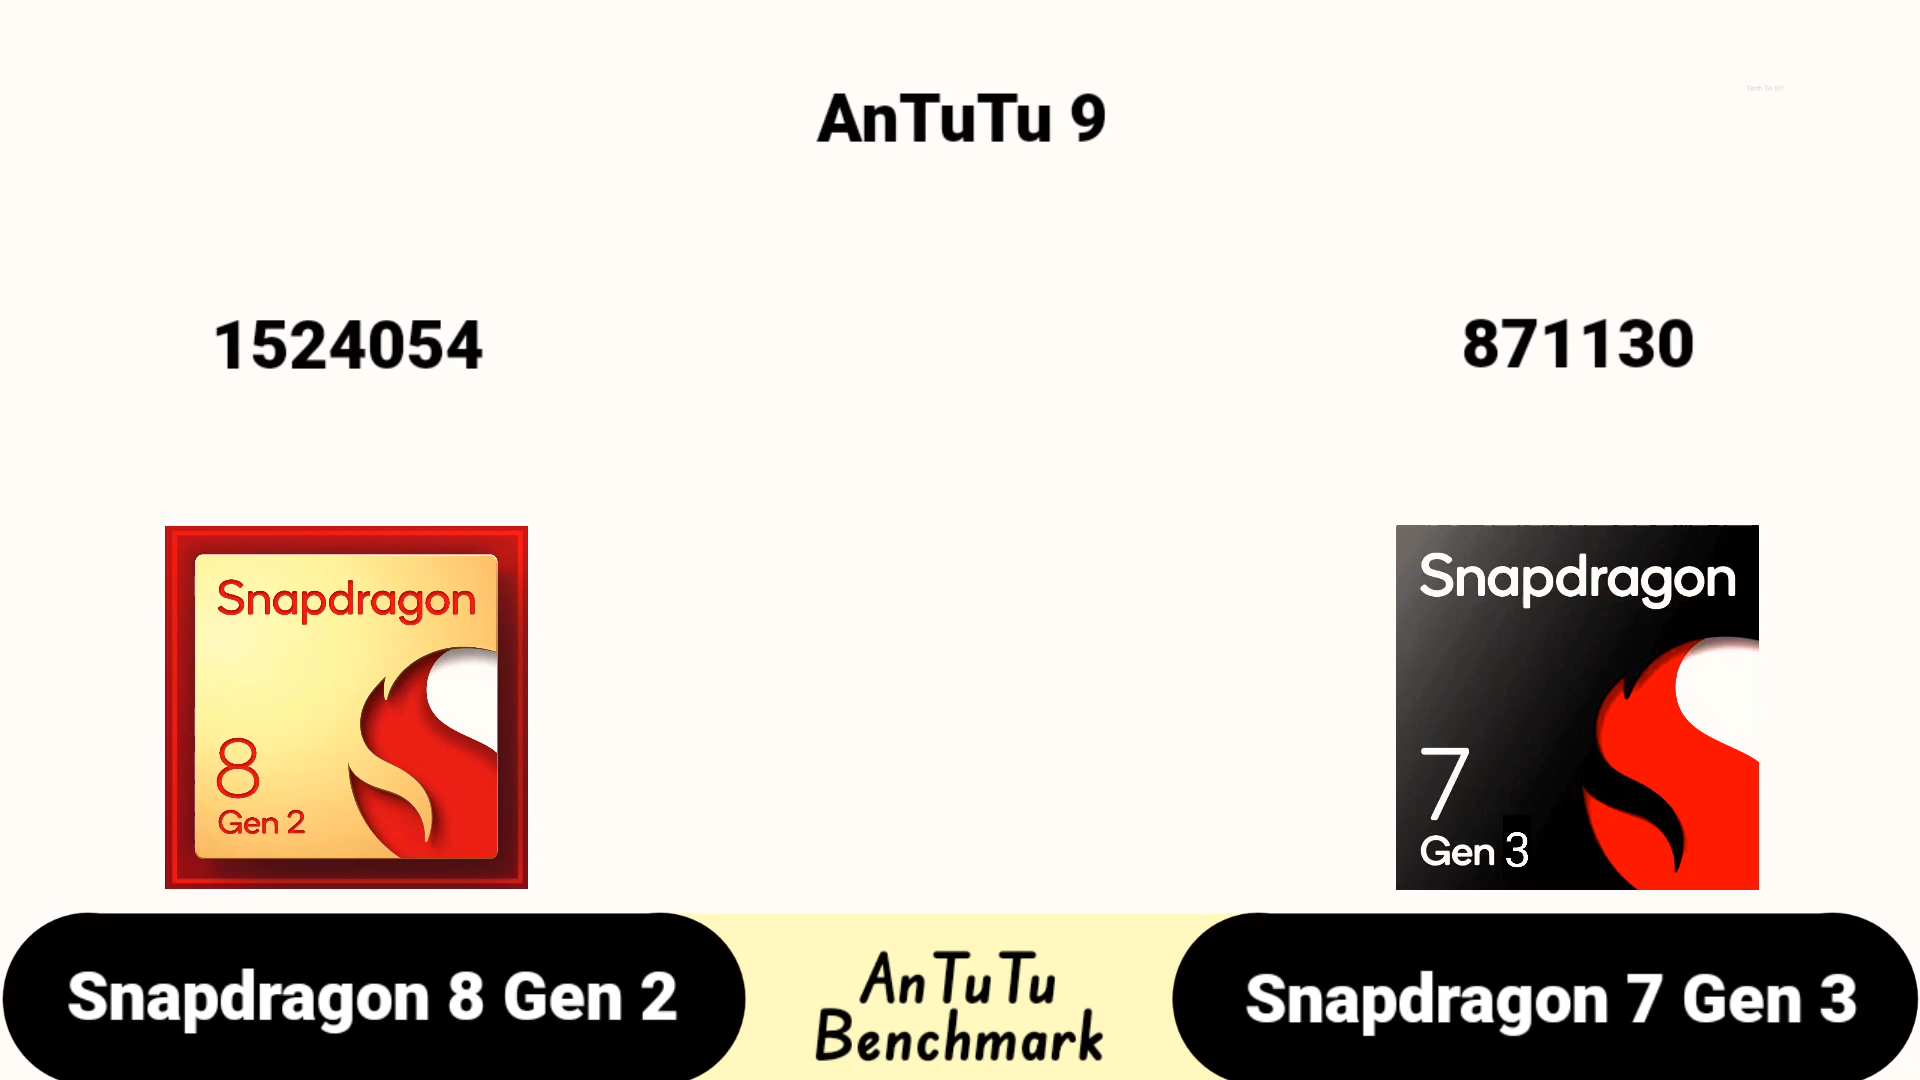 AnTuTu 9
1524054
871130
Snapdragon
8
Gen 2
Snapdragon
7
Gen 3
Snapdragon 8 Gen 2
AnTuTu
Benchmark
Snapdragon 7 Gen 3